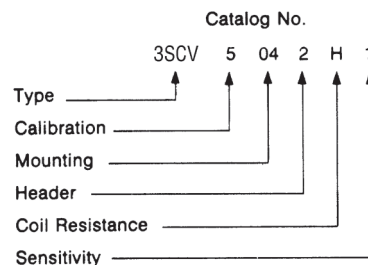 Catalog No.
3SCV 5 04 2 H
Type
Calibration
Mounting
Header
Coil Resistance
Sensitivity